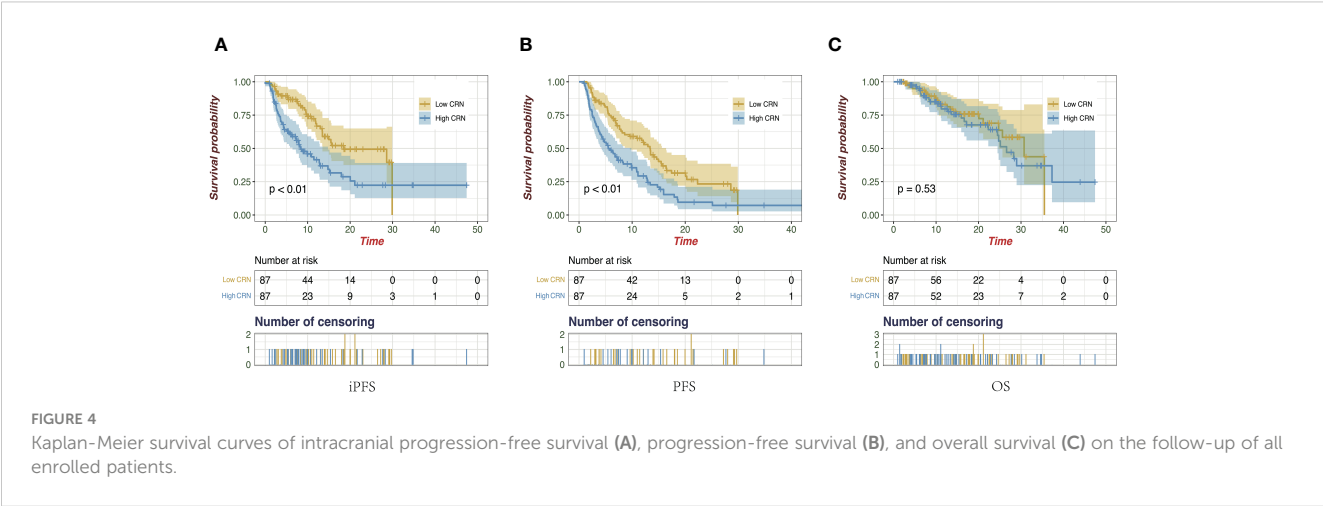 A
Survival probability
1.00
0.75
0.50
0.25
0.00
Low CRN
High CRN
p < 0.01
0 10 20 30 40 50
Time
Number at risk
Low CRN 87 44 14 0 0 0
High CRN 87 23 9 3 1 0
Number of censoring
2
1
0
iPFS
B
Survival probability
1.00
0.75
0.50
0.25
0.00
Low CRN
High CRN
p < 0.01
0 10 20 30 40
Time
Number at risk
Low CRN 87 42 13 0 0
High CRN 87 24 5 2 1
Number of censoring
2
1
0
PFS
C
Survival probability
1.00
0.75
0.50
0.25
0.00
Low CRN
High CRN
p = 0.53
0 10 20 30 40 50
Time
Number at risk
Low CRN 87 56 22 4 0 0
High CRN 87 52 23 7 2 0
Number of censoring
3
2
1
0
OS
FIGURE 4
Kaplan-Meier survival curves of intracranial progression-free survival (A), progression-free survival (B), and overall survival (C) on the follow-up of all
enrolled patients.